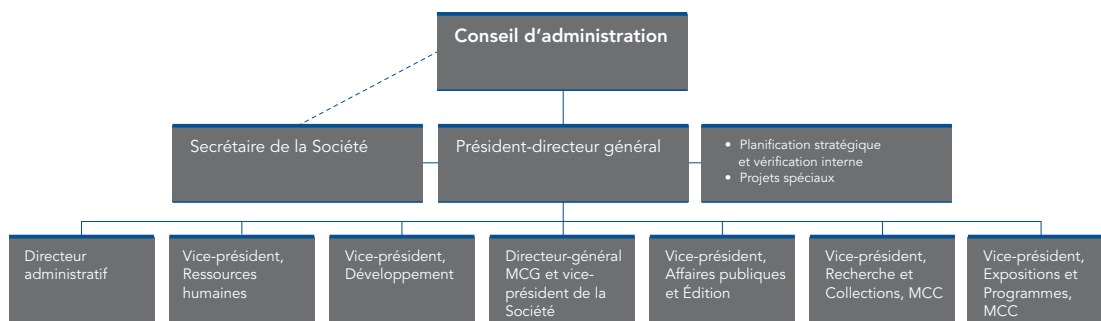 Conseil d’administration
Secrétaire de la Société
Président-directeur général
• Planification stratégique
et vérification interne
• Projets spéciaux
Directeur
administratif
Vice-président,
Ressources
humaines
Vice-président,
Développement
Directeur-général
MCG et vice-
président de la
Société
Vice-président,
Affaires publiques
et Édition
Vice-président,
Recherche et
Collections, MCC
Vice-président,
Expositions et
Programmes,
MCC